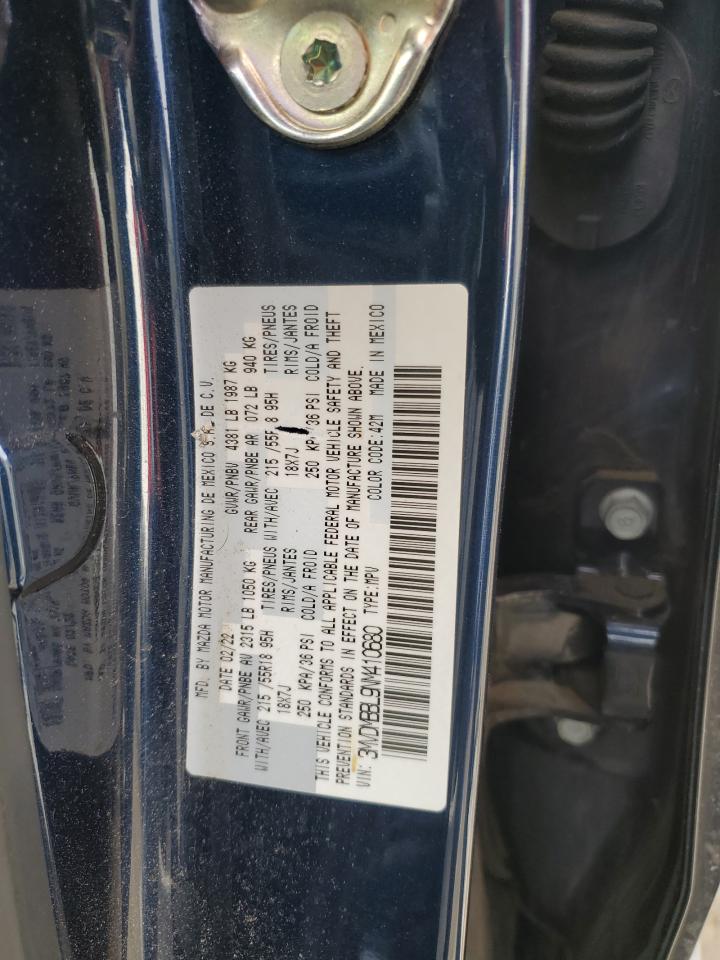 MFD. BY MAZDA MOTOR MANUFACTURING DE MEXICO S.A. DE C.V.
DATE 02/22 GVWR/PNBV 4381 LB 1987 KG
FRONT GAWR/PNBE AV 2315 LB 1050 KG REAR GAWR/PNBE AR 072 LB 940 KG
WITH/AVEC 215 /55R18 95H TIRES/PNEUS WITH/AVEC 215 /55R 8 95H TIRES/PNEUS
18X7J RIMS/JANTES 18X7J RIMS/JANTES
250 KPA/36 PSI COLD/A FROID 250 KPA/36 PSI COLD/A FROID
THIS VEHICLE CONFORMS TO ALL APPLICABLE FEDERAL MOTOR VEHICLE SAFETY AND THEFT
PREVENTION STANDARDS IN EFFECT ON THE DATE OF MANUFACTURE SHOWN ABOVE.
VIN: 3MVDMBBL9NM410680 TYPE:MPV COLOR CODE:42M MADE IN MEXICO